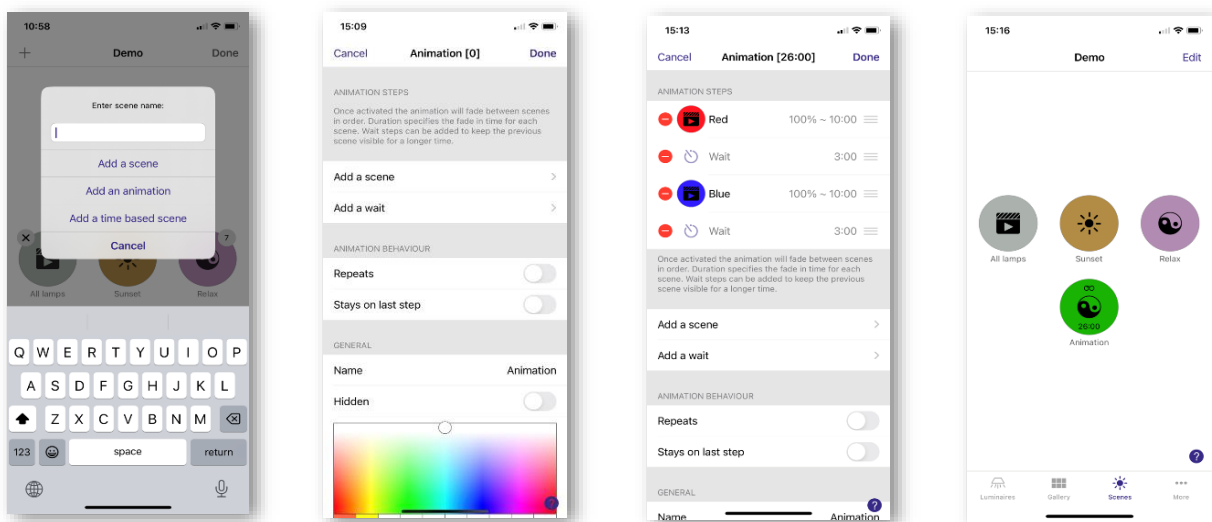 10:58
Demo
Done
Enter scene name:
Add a scene
Add an animation
Add a time based scene
Cancel
7
All lamps
Sunset
Relax
Q W E R T Y U I O P
A S D F G H J K L
Z X C V B N M
123
space
return
15:09
Cancel
Animation [0]
Done
ANIMATION STEPS
Once activated the animation will fade between scenes
in order. Duration specifies the fade in time for each
scene. Wait steps can be added to keep the previous
scene visible for a longer time.
Add a scene
Add a wait
ANIMATION BEHAVIOUR
Repeats
Stays on last step
GENERAL
Name
Animation
Hidden
?
15:13
Cancel
Animation [26:00]
Done
ANIMATION STEPS
Red
100% ~ 10:00
Wait
3:00
Blue
100% ~ 10:00
Wait
3:00
Once activated the animation will fade between scenes
in order. Duration specifies the fade in time for each
scene. Wait steps can be added to keep the previous
scene visible for a longer time.
Add a scene
Add a wait
ANIMATION BEHAVIOUR
Repeats
Stays on last step
GENERAL
Name
Animation
?
15:16
Demo
Edit
All lamps
Sunset
Relax
26:00
Animation
?
Luminaires
Gallery
Scenes
More